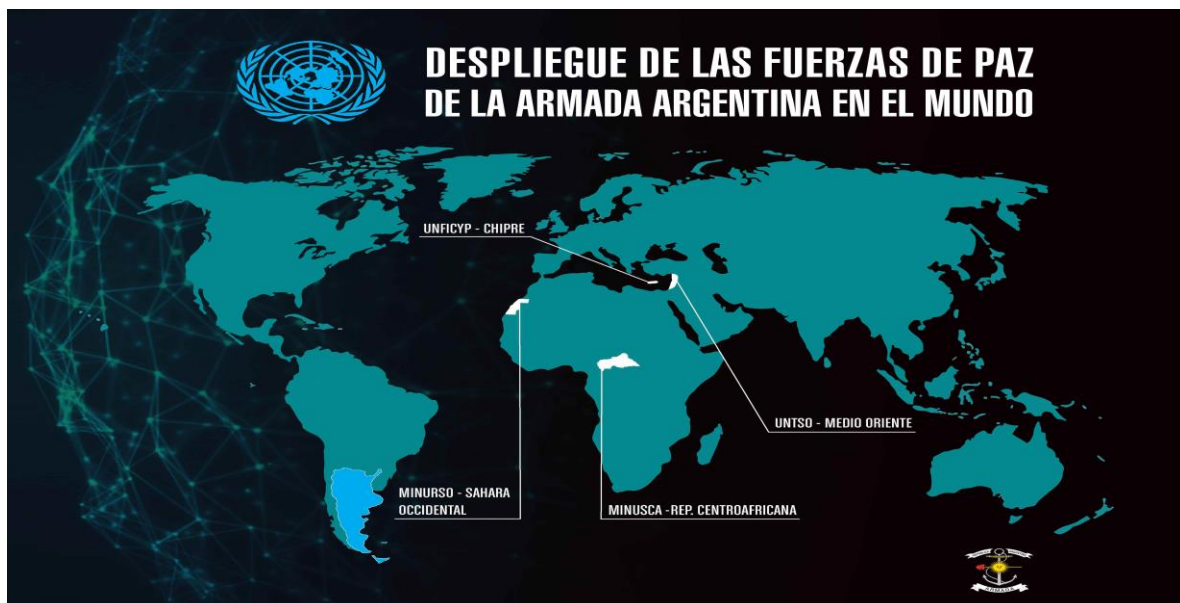 DESPLIEGUE DE LAS FUERZAS DE PAZ
DE LA ARMADA ARGENTINA EN EL MUNDO
UNFICYP - CHIPRE
UNTSO - MEDIO ORIENTE
MINURSO - SAHARA
OCCIDENTAL
MINUSCA -REP. CENTROAFRICANA
ARMADA